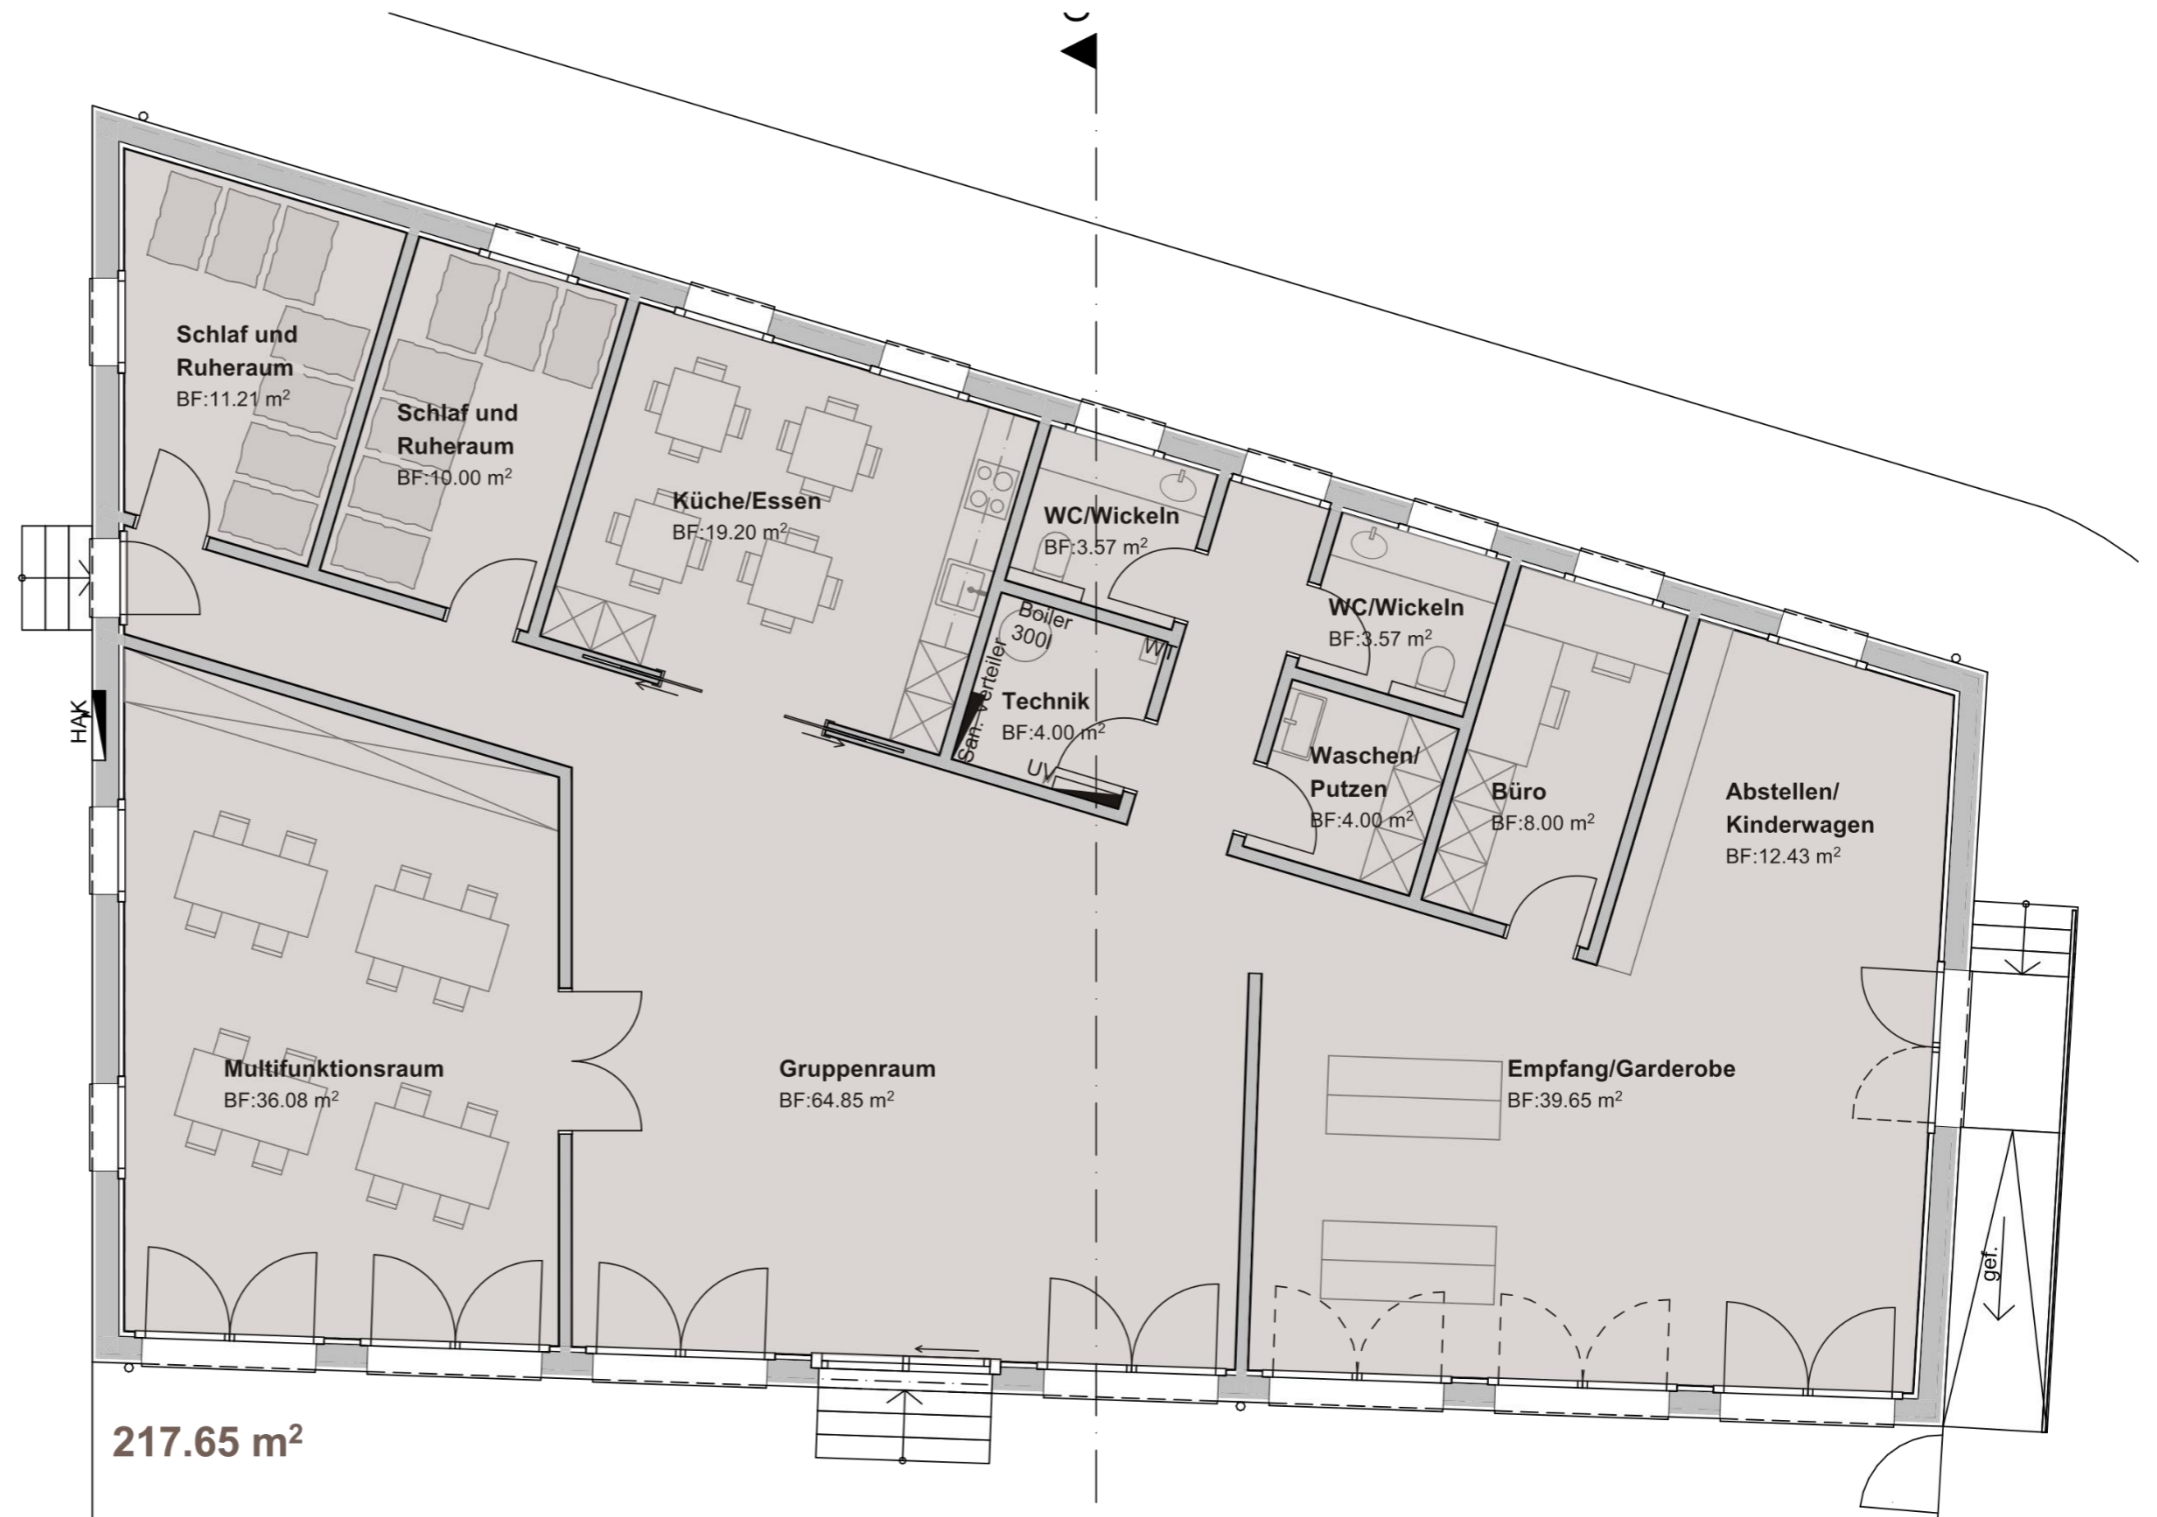 Schlaf und
Ruheraum
BF:11.21 m²
Schlaf und
Ruheraum
BF:10.00 m²
Küche/Essen
BF:19.20 m²
WC/Wickeln
BF:3.57 m²
WC/Wickeln
BF:3.57 m²
Boiler
300l
WT
San. Verteiler
Technik
BF:4.00 m²
UV
HAK
Waschen/
Putzen
BF:4.00 m²
Büro
BF:8.00 m²
Abstellen/
Kinderwagen
BF:12.43 m²
Multifunktionsraum
BF:36.08 m²
Gruppenraum
BF:64.85 m²
Empfang/Garderobe
BF:39.65 m²
gef.
217.65 m²